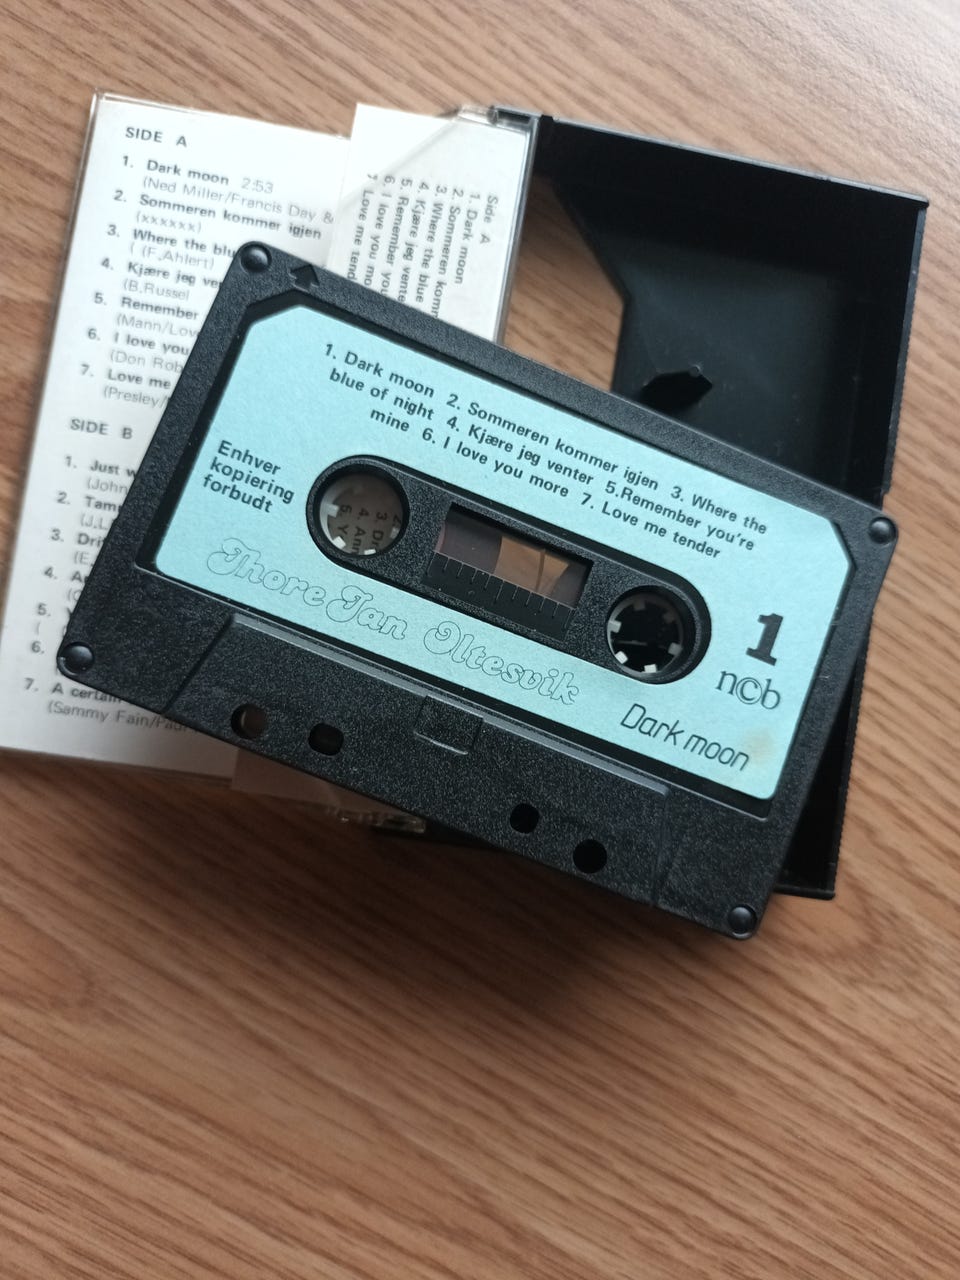 SIDE A
1. Dark moon 2:53
(Ned Miller/Francis Day &
2. Sommeren kommer igjen
(xxxxxx)
3. Where the blu
( (F.Ahlert)
4. Kjære jeg ve
(B.Russel
5. Remember
(Mann/Lov
6. I love you
(Don Rob
7. Love me
(Presley/
SIDE B
1. Just w
(John
2. Tam
(J.L.
3. Dri
(E.
4. A
5.
(
6.
7. A certai
(Sammy Fain/Padr
Side A
1. Dark moon
2. Sommeren komm
3. Where the blue
4. Kjære jeg vente
5. Remember you
6. I love you mo
7. Love me tend
1. Dark moon 2. Sommeren kommer igjen 3. Where the
blue of night 4. Kjære jeg venter 5.Remember you're
mine 6. I love you more 7. Love me tender
Enhver
kopiering
forbudt
1
n©b
Thore Jan Iltesvik
Dark moon